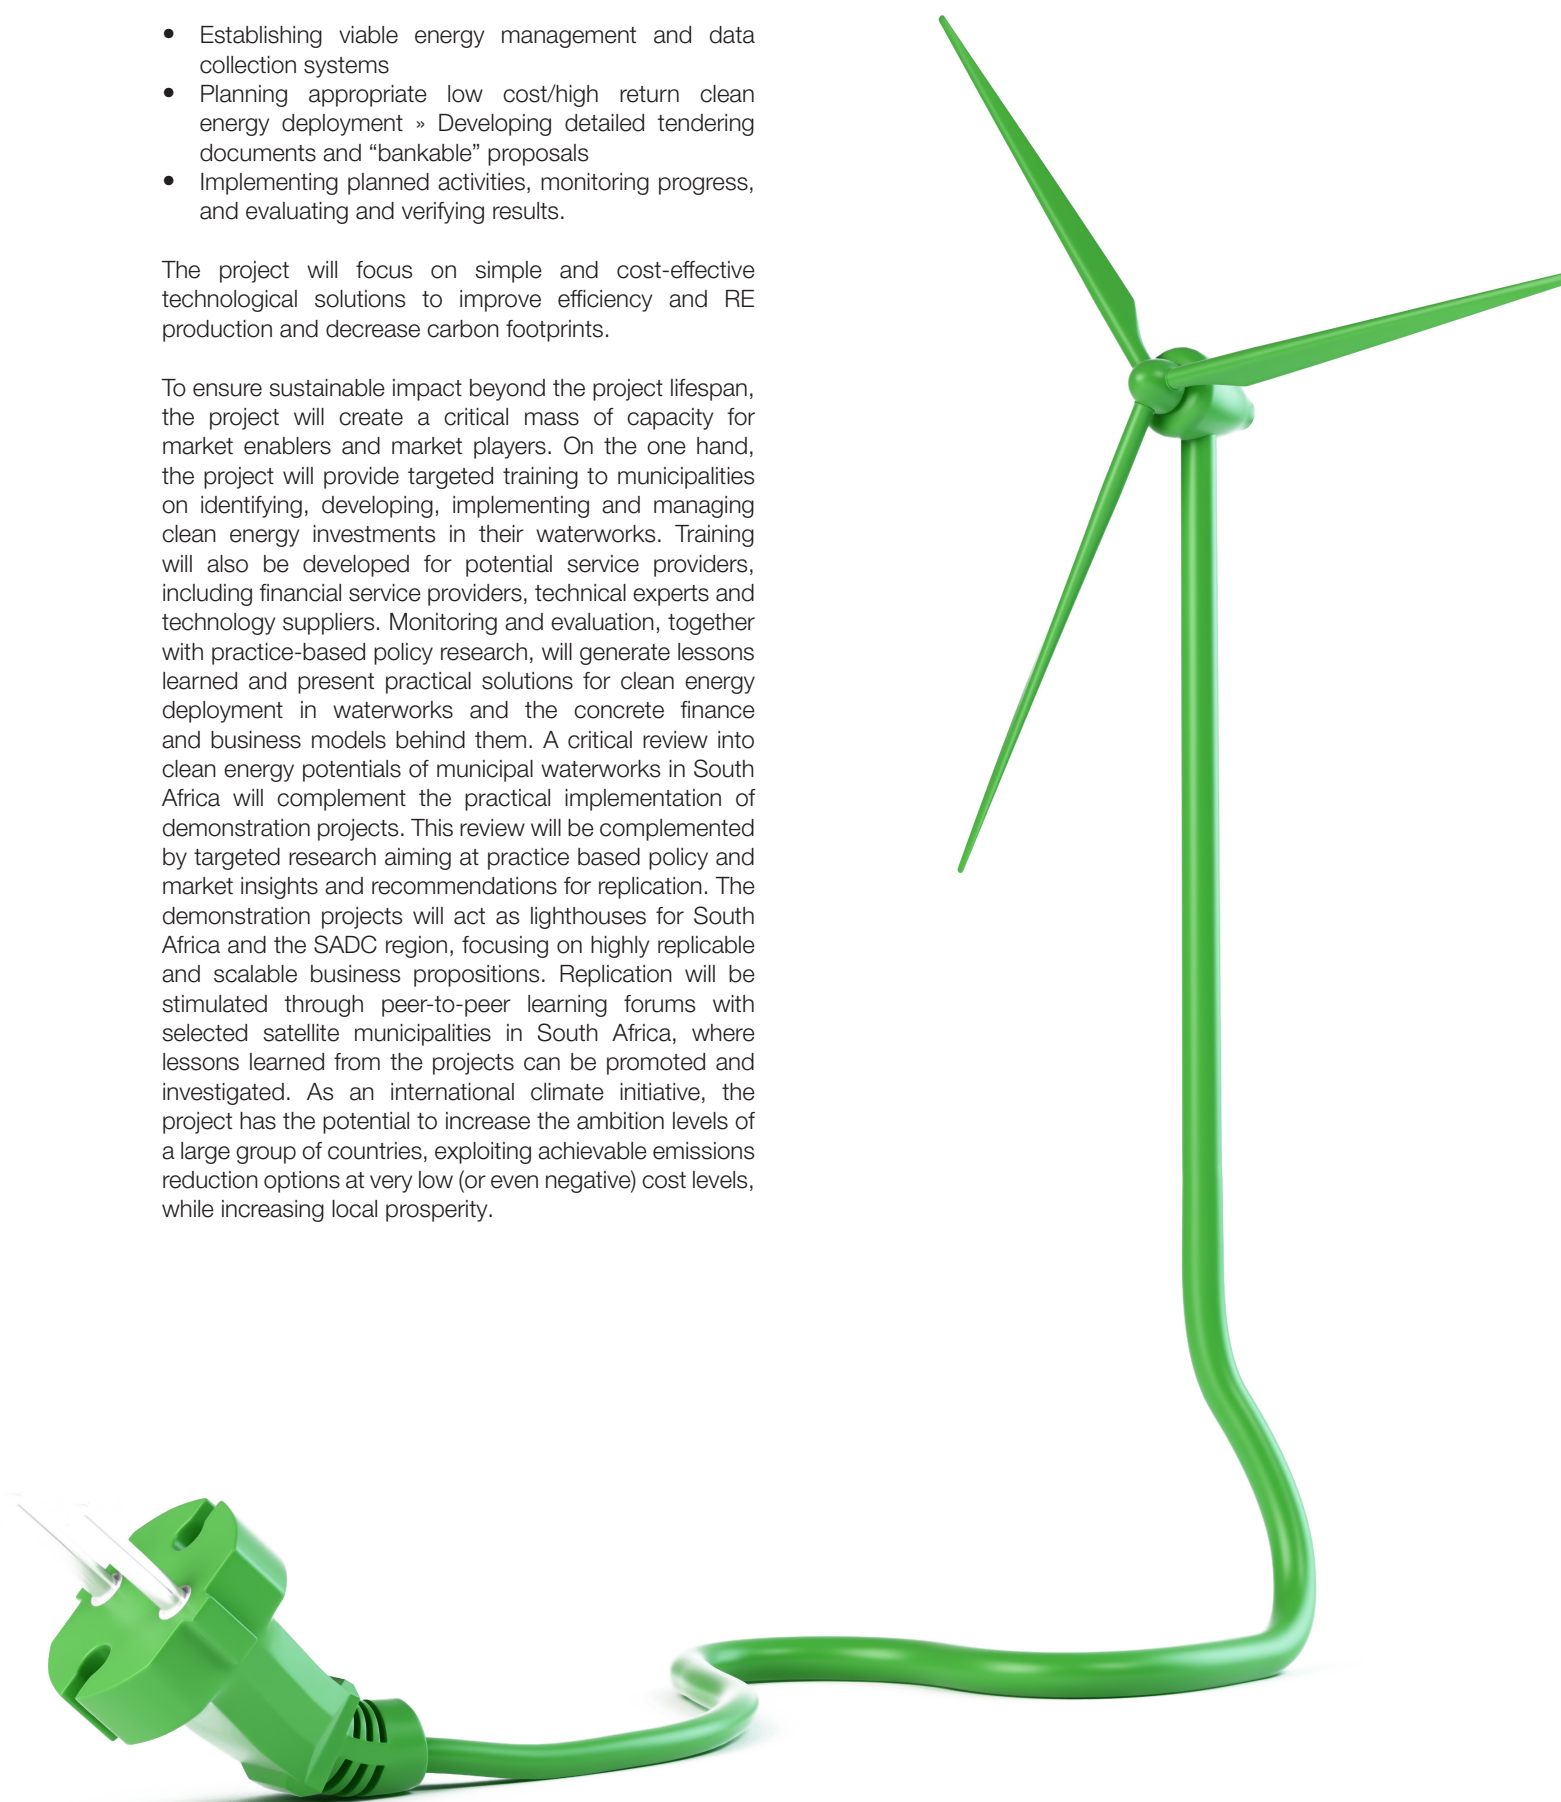 • Establishing viable energy management and data
collection systems
• Planning appropriate low cost/high return clean
energy deployment » Developing detailed tendering
documents and “bankable” proposals
• Implementing planned activities, monitoring progress,
and evaluating and verifying results.
The project will focus on simple and cost-effective
technological solutions to improve efficiency and RE
production and decrease carbon footprints.
To ensure sustainable impact beyond the project lifespan,
the project will create a critical mass of capacity for
market enablers and market players. On the one hand,
the project will provide targeted training to municipalities
on identifying, developing, implementing and managing
clean energy investments in their waterworks. Training
will also be developed for potential service providers,
including financial service providers, technical experts and
technology suppliers. Monitoring and evaluation, together
with practice-based policy research, will generate lessons
learned and present practical solutions for clean energy
deployment in waterworks and the concrete finance
and business models behind them. A critical review into
clean energy potentials of municipal waterworks in South
Africa will complement the practical implementation of
demonstration projects. This review will be complemented
by targeted research aiming at practice based policy and
market insights and recommendations for replication. The
demonstration projects will act as lighthouses for South
Africa and the SADC region, focusing on highly replicable
and scalable business propositions. Replication will be
stimulated through peer-to-peer learning forums with
selected satellite municipalities in South Africa, where
lessons learned from the projects can be promoted and
investigated. As an international climate initiative, the
project has the potential to increase the ambition levels of
a large group of countries, exploiting achievable emissions
reduction options at very low (or even negative) cost levels,
while increasing local prosperity.